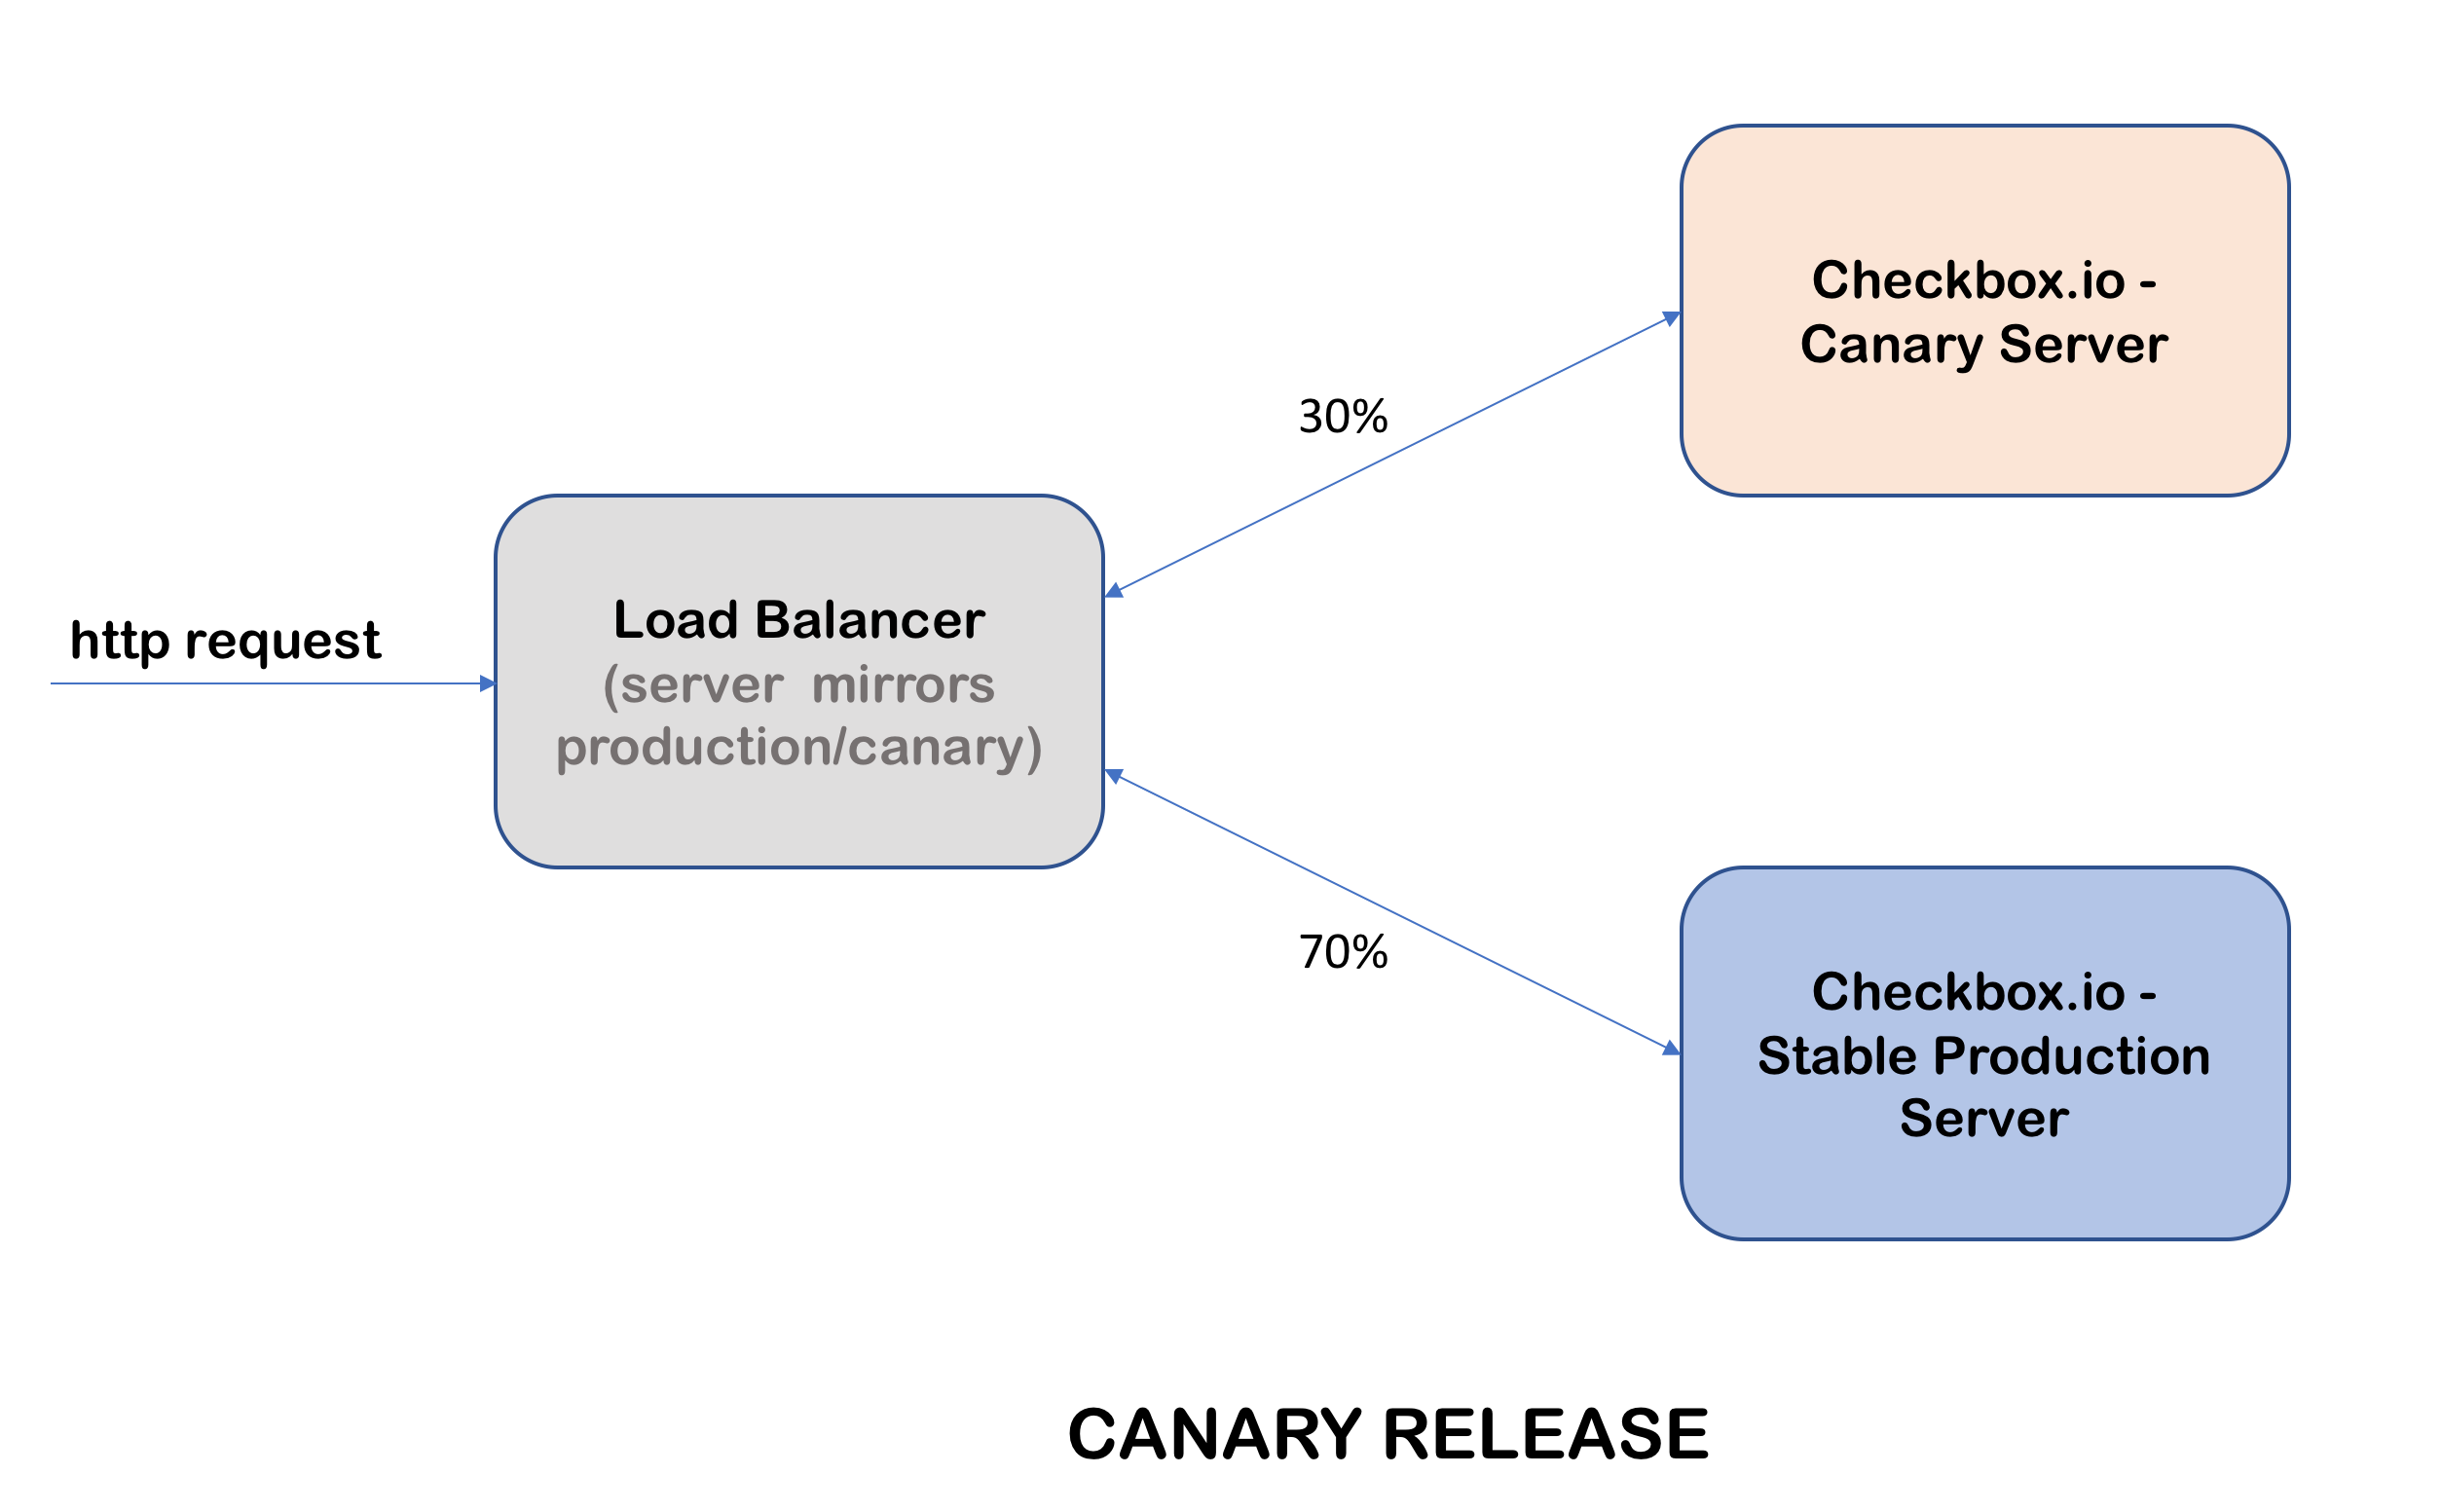 http request
Load Balancer
(server mirrors
production/canary)
30%
70%
Checkbox.io -
Canary Server
Checkbox.io -
Stable Production
Server
CANARY RELEASE